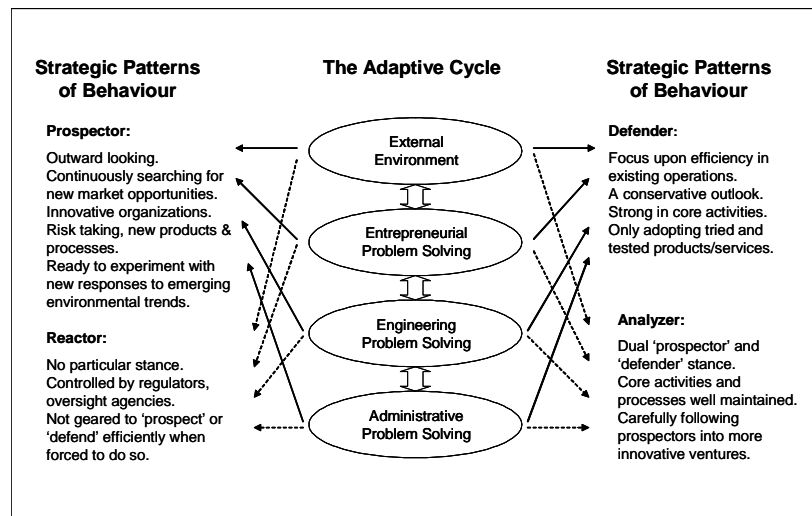 Strategic Patterns
of Behaviour
Prospector:
Outward looking.
Continuously searching for
new market opportunities.
Innovative organizations.
Risk taking, new products &
processes.
Ready to experiment with
new responses to emerging
environmental trends.
Reactor:
No particular stance.
Controlled by regulators,
oversight agencies.
Not geared to ‘prospect’ or
‘defend’ efficiently when
forced to do so.
The Adaptive Cycle
External
Environment
Entrepreneurial
Problem Solving
Engineering
Problem Solving
Administrative
Problem Solving
Strategic Patterns
of Behaviour
Defender:
Focus upon efficiency in
existing operations.
A conservative outlook.
Strong in core activities.
Only adopting tried and
tested products/services.
Analyzer:
Dual ‘prospector’ and
‘defender’ stance.
Core activities and
processes well maintained.
Carefully following
prospectors into more
innovative ventures.